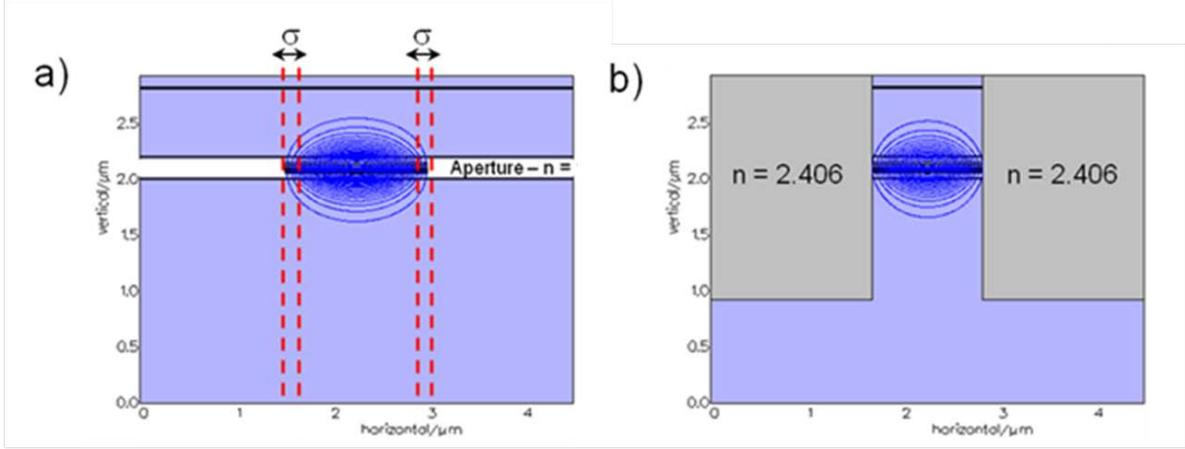 σ σ
a)
2.5
2.0
1.5
1.0
0.5
0.0
vertical/μm
Aperture – n =
0 1 2 3 4
horizontal/μm
b)
2.5
2.0
1.5
1.0
0.5
0.0
vertical/μm
n = 2.406 n = 2.406
0 1 2 3 4
horizontal/μm